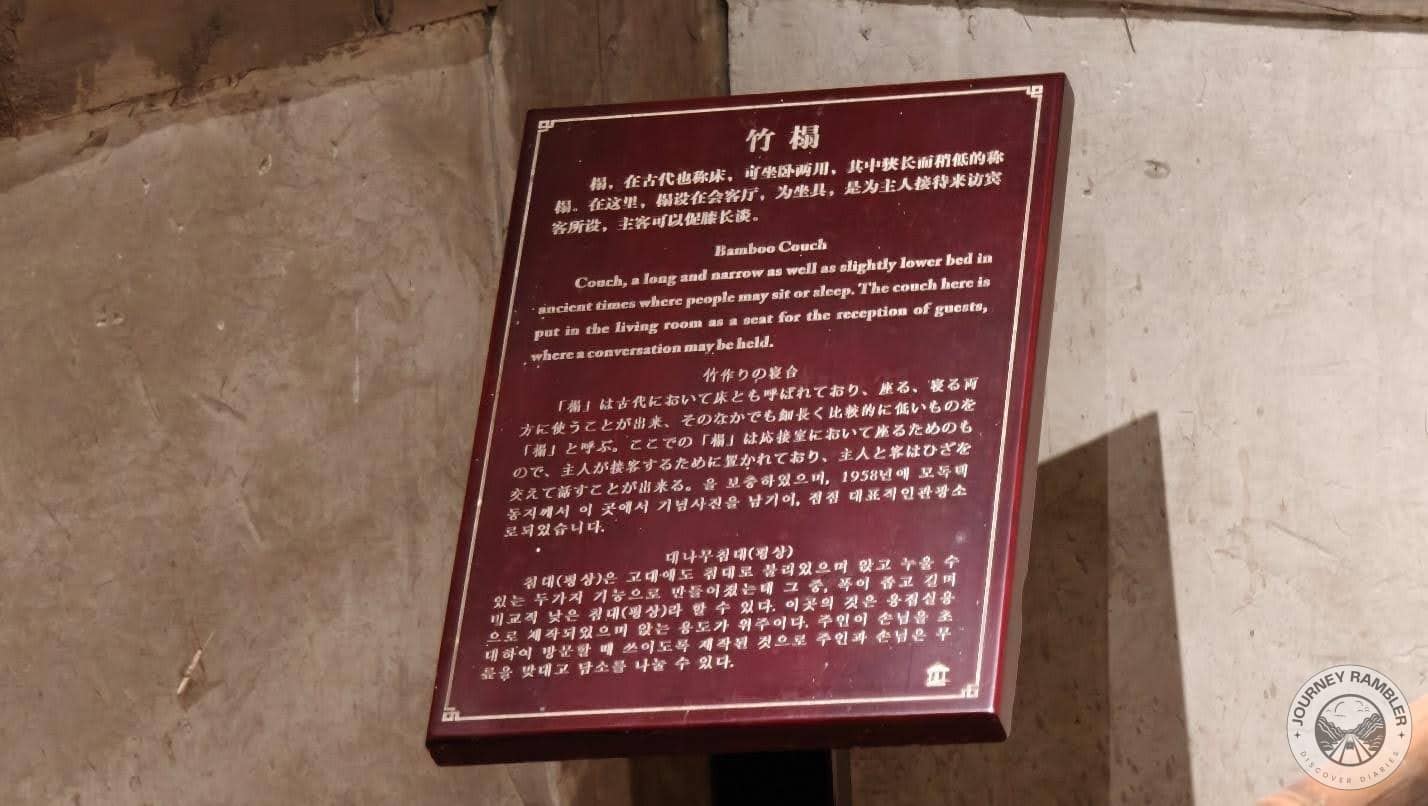 竹 榻
榻，在古代也称床，可坐卧两用，其中狭长而稍低的称
榻。在这里，榻设在会客厅，为坐具，是为主人接待来访宾
客所设，主客可以促膝长谈。
Bamboo Couch
Couch, a long and narrow as well as slightly lower bed in
ancient times where people may sit or sleep. The couch here is
put in the living room as a seat for the reception of guests,
where a conversation may be held.
竹作りの寝台
「榻」は古代において床とも呼ばれており、座る、寝る両
方に使うことが出来、そのなかでも細長く比較的に低いものを
「榻」と呼ぶ。ここでの「榻」は応接室において座るためのも
ので、主人が接客するために置かれており、主人と客はひざを
交えて話すことが出来る。을 보충하있으며, 1958년에 모독택
동지께서 이 곳에서 기념사진을 남기어, 점점 대표적인관광소
로되었습니다.
대나무침대(평상)
침대(평상)은 고대에도 침대로 불리있으며 앉고 누울 수
있는 두가지 기능으로 만들어졌는데 그 중, 폭이 좁고 길며
비교적 낮은 침대(평상)라 할 수 있다. 이곳의 것은 응접실용
으로 제작되었으며 앉는 용도가 위주이다. 주인이 손님을 초
대하여 방문할 때 쓰이도록 제작된 것으로 주인과 손님은 무
릎을 맞대고 담소를 나눌 수 있다.
JOURNEY RAMBLER
DISCOVER DIARIES